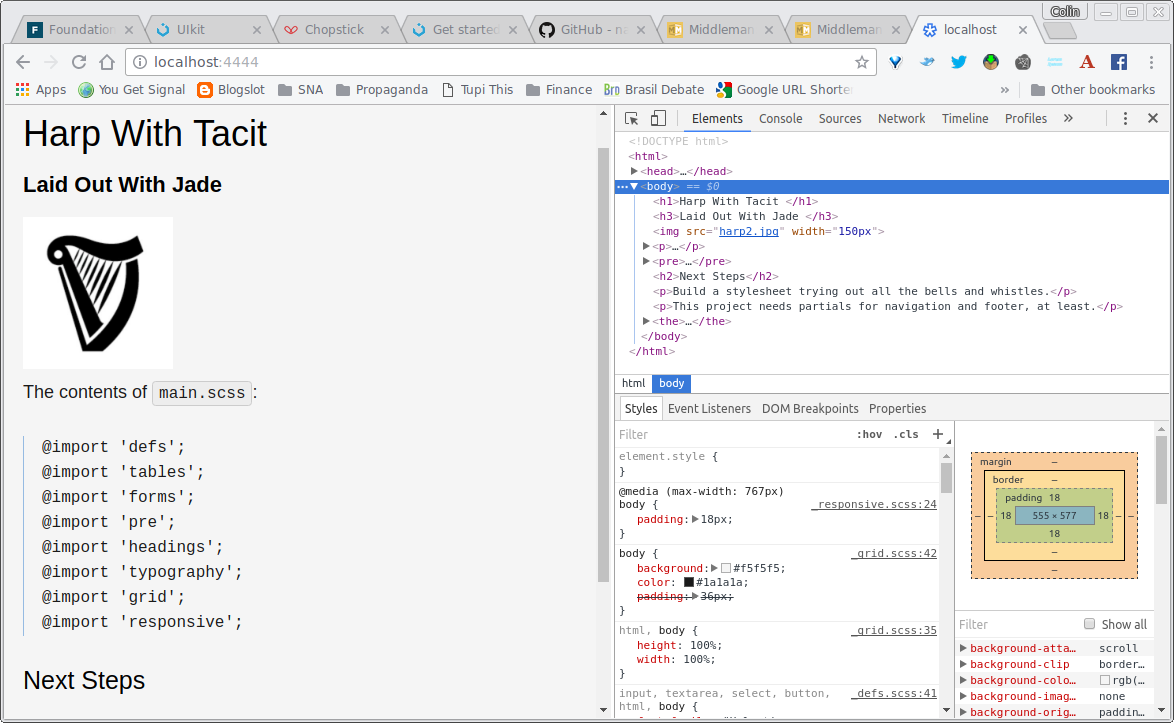 Colin
Foundation
UIkit
Chopstick
Get started
GitHub - n
Middleman
Middleman
localhost
localhost:4444
Apps
You Get Signal
Blogslot
SNA
Propaganda
Tupi This
Finance
Brasil Debate
Google URL Shorte
»
Other bookmarks
Harp With Tacit
Laid Out With Jade
The contents of main.scss:
@import 'defs';
@import 'tables';
@import 'forms';
@import 'pre';
@import 'headings';
@import 'typography';
@import 'grid';
@import 'responsive';
Next Steps
Elements Console Sources Network Timeline Profiles »
<!DOCTYPE html>
<html>
<head>…</head>
<body> == $0
<h1>Harp With Tacit </h1>
<h3>Laid Out With Jade </h3>
<img src="harp2.jpg" width="150px">
<p>…</p>
<pre>…</pre>
<h2>Next Steps</h2>
<p>Build a stylesheet trying out all the bells and whistles.</p>
<p>This project needs partials for navigation and footer, at least.</p>
<the>…</the>
</body>
</html>
html body
Styles Event Listeners DOM Breakpoints Properties
Filter :hov .cls +
element.style {
}
@media (max-width: 767px)
body { _responsive.scss:24
padding: 18px;
}
body { _grid.scss:42
background: #f5f5f5;
color: #1a1a1a;
padding: 36px;
}
html, body { _grid.scss:35
height: 100%;
width: 100%;
}
input, textarea, select, button, _defs.scss:41
html, body {
margin –
border –
padding 18
– – 18 555 × 577 18 – –
18
–
–
Filter Show all
background-atta… scroll
background-clip border…
background-colo… rgb(…
background-imag… none
background-orig… paddin…